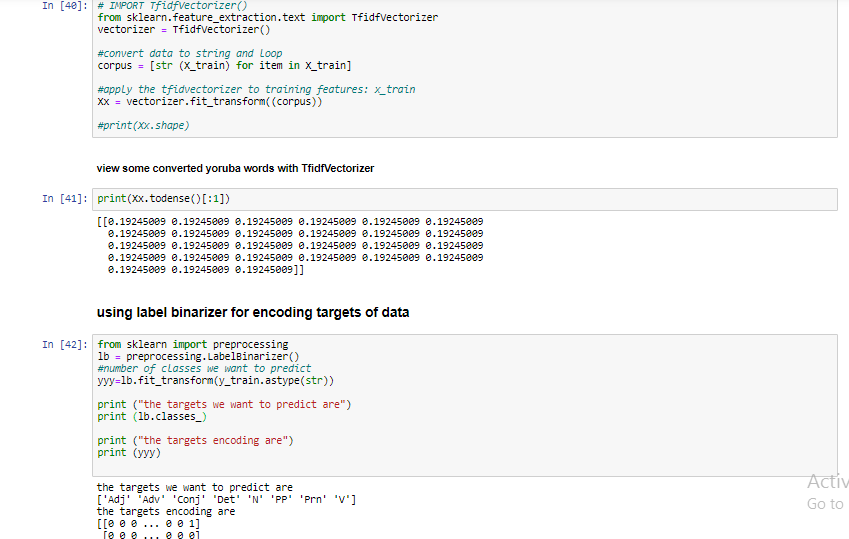 In [40]: # IMPORT TfidfVectorizer()
from sklearn.feature_extraction.text import TfidfVectorizer
vectorizer = TfidfVectorizer()
#convert data to string and Loop
corpus = [str (X_train) for item in X_train]
#apply the tfidvectorizer to training features: x_train
Xx = vectorizer.fit_transform((corpus))
#print(Xx.shape)
view some converted yoruba words with TfidfVectorizer
In [41]: print(Xx.todense()[:1])
[[0.19245009 0.19245009 0.19245009 0.19245009 0.19245009 0.19245009
0.19245009 0.19245009 0.19245009 0.19245009 0.19245009 0.19245009
0.19245009 0.19245009 0.19245009 0.19245009 0.19245009 0.19245009
0.19245009 0.19245009 0.19245009 0.19245009 0.19245009 0.19245009
0.19245009 0.19245009 0.19245009]]
using label binarizer for encoding targets of data
In [42]: from sklearn import preprocessing
lb = preprocessing.LabelBinarizer()
#number of classes we want to predict
yyy=lb.fit_transform(y_train.astype(str))
print ("the targets we want to predict are")
print (lb.classes_)
print ("the targets encoding are")
print (yyy)
the targets we want to predict are
['Adj' 'Adv' 'Conj' 'Det' 'N' 'PP' 'Prn' 'V']
the targets encoding are
[[0 0 0 ... 0 0 1]
[0 0 0 ... 0 0 0]
Activ
Go to